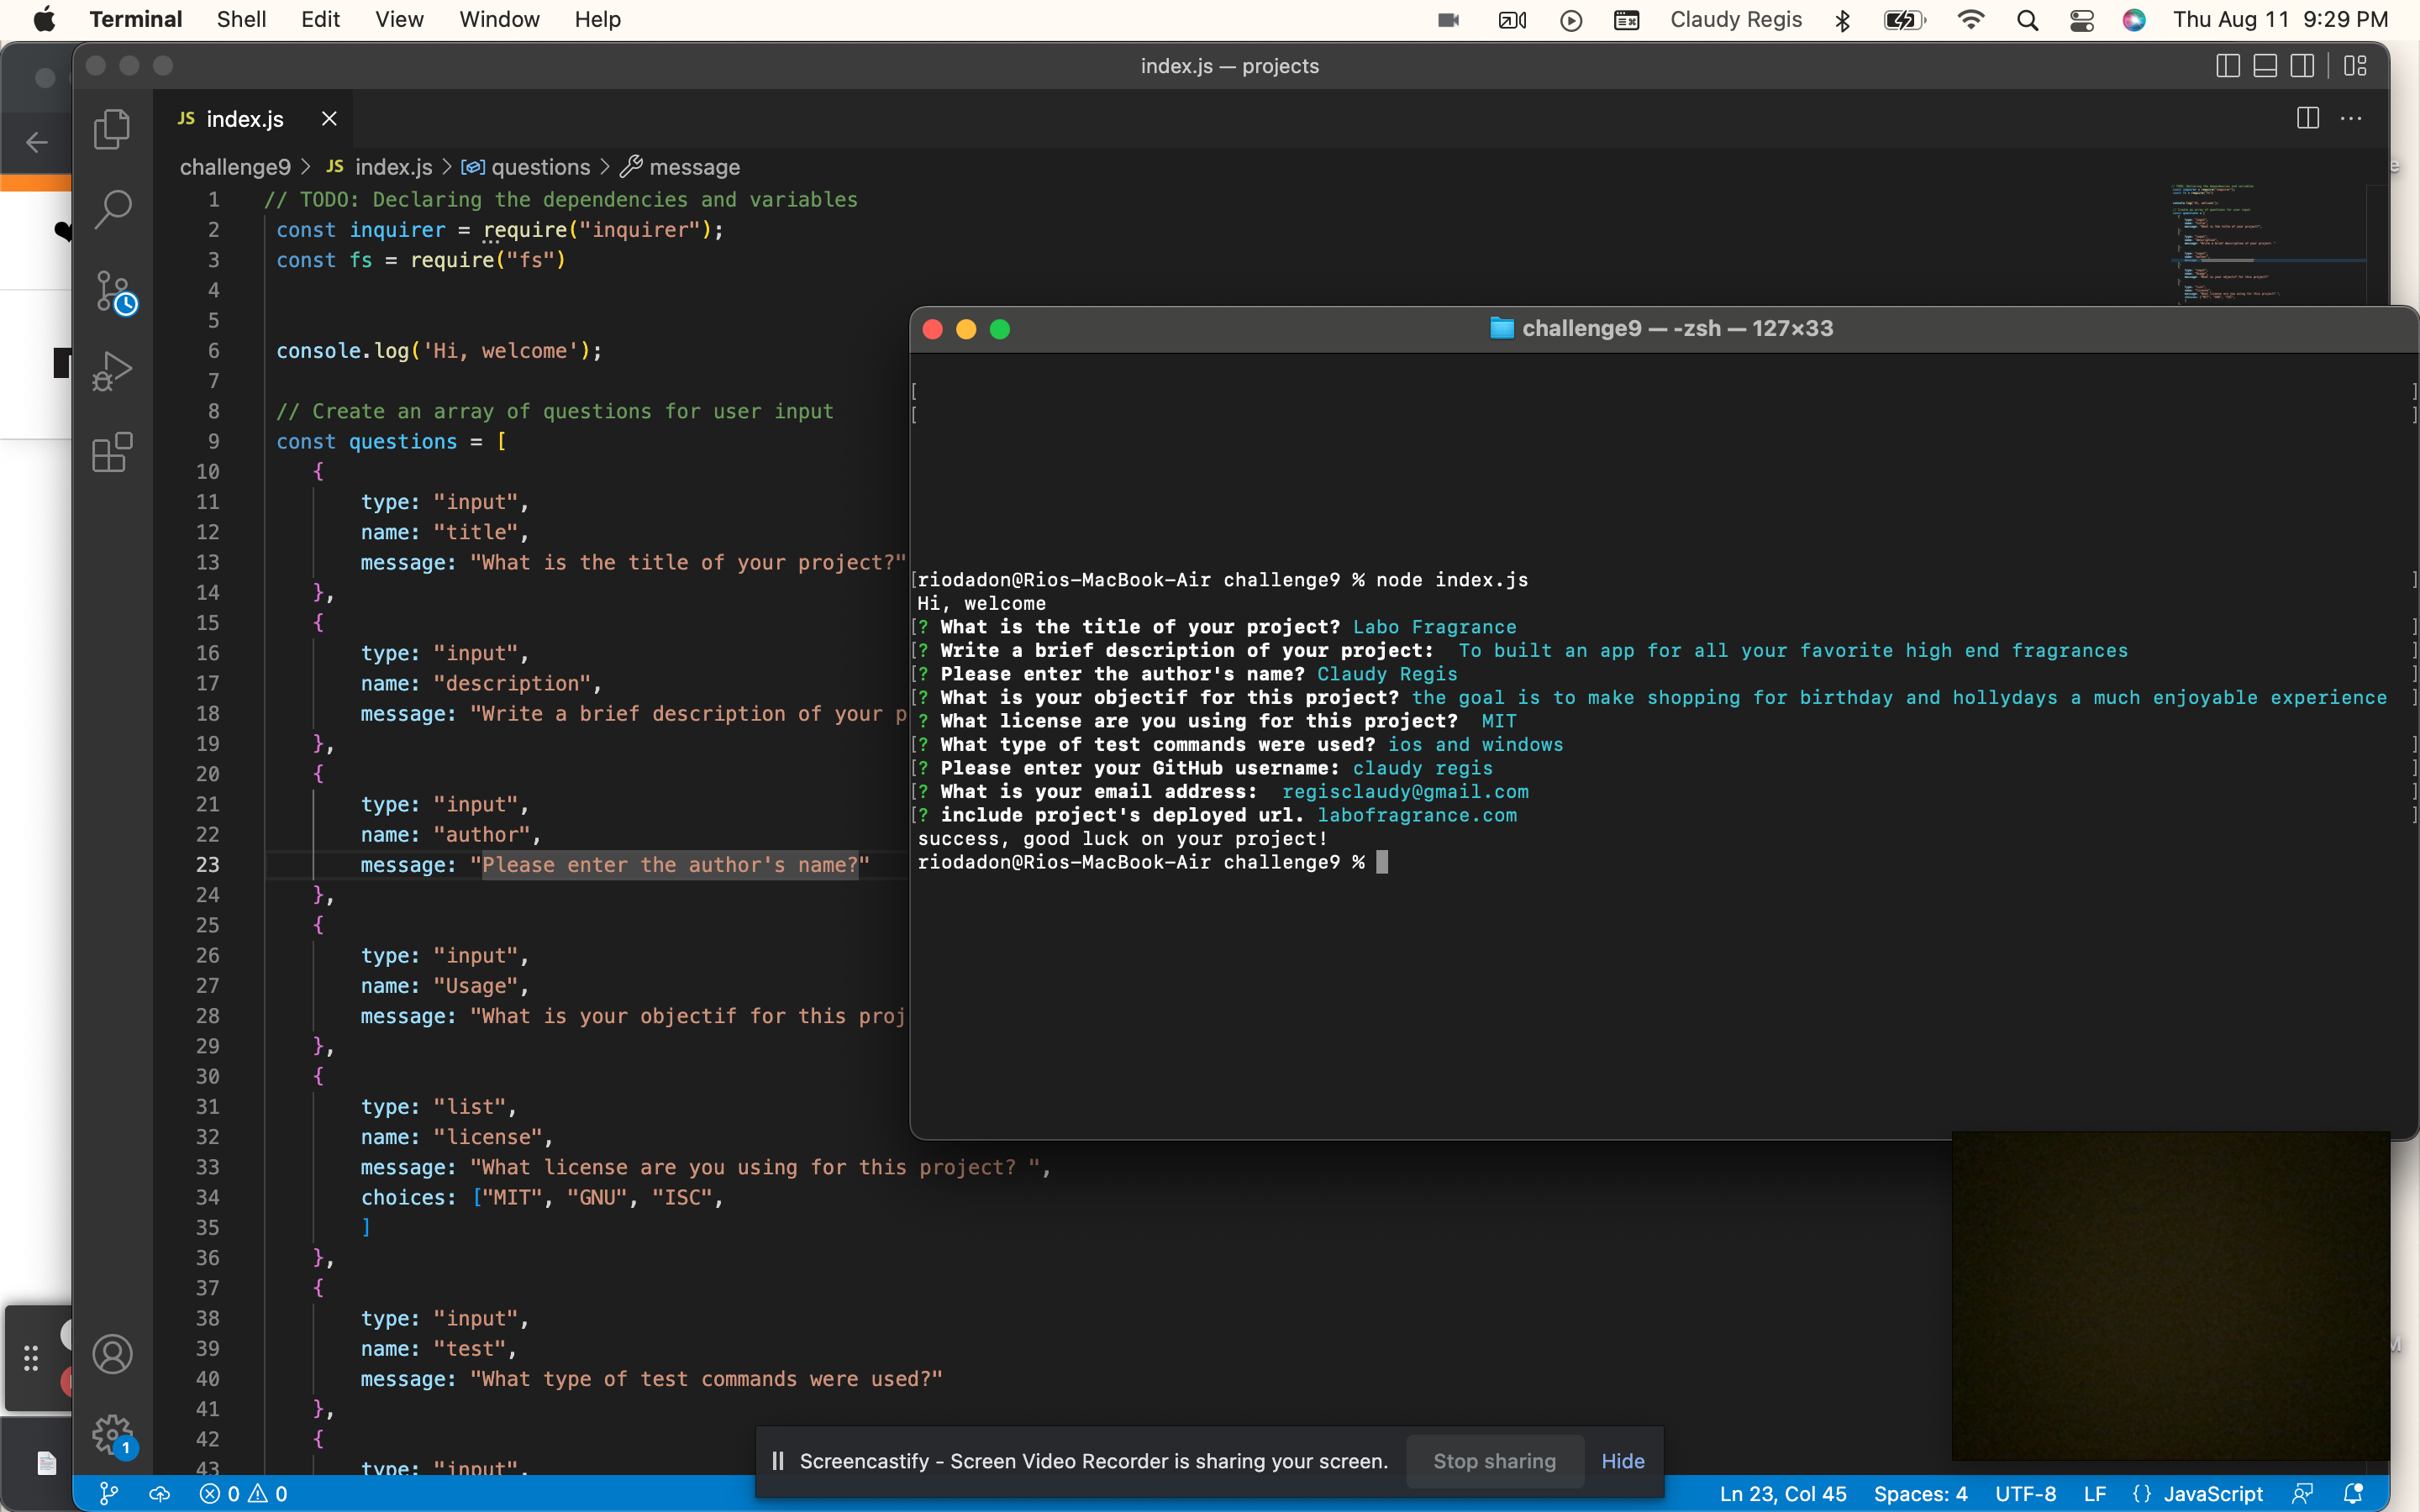 Terminal Shell Edit View Window Help Claudy Regis Thu Aug 11 9:29 PM
index.js — projects
JS index.js
challenge9 > JS index.js > questions > message
1 // TODO: Declaring the dependencies and variables
2 const inquirer = require("inquirer");
3 const fs = require("fs")
4
5
6 console.log('Hi, welcome');
7
8 // Create an array of questions for user input
9 const questions = [
10 {
11 type: "input",
12 name: "title",
13 message: "What is the title of your project?"
14 },
15 {
16 type: "input",
17 name: "description",
18 message: "Write a brief description of your p
19 },
20 {
21 type: "input",
22 name: "author",
23 message: "Please enter the author's name?"
24 },
25 {
26 type: "input",
27 name: "Usage",
28 message: "What is your objectif for this proj
29 },
30 {
31 type: "list",
32 name: "license",
33 message: "What license are you using for this project? ",
34 choices: ["MIT", "GNU", "ISC",
35 ]
36 },
37 {
38 type: "input",
39 name: "test",
40 message: "What type of test commands were used?"
41 },
42 {
43 type: "input",
challenge9 — -zsh — 127×33
[ ]
[ ]
[riodadon@Rios-MacBook-Air challenge9 % node index.js ]
Hi, welcome
[? What is the title of your project? Labo Fragrance ]
[? Write a brief description of your project:  To built an app for all your favorite high end fragrances ]
[? Please enter the author's name? Claudy Regis ]
[? What is your objectif for this project? the goal is to make shopping for birthday and hollydays a much enjoyable experience ]
? What license are you using for this project?  MIT
[? What type of test commands were used? ios and windows ]
[? Please enter your GitHub username: claudy regis ]
[? What is your email address:  regisclaudy@gmail.com ]
[? include project's deployed url. labofragrance.com ]
success, good luck on your project!
riodadon@Rios-MacBook-Air challenge9 %
Screencastify - Screen Video Recorder is sharing your screen. Stop sharing Hide
1
0 0 Ln 23, Col 45 Spaces: 4 UTF-8 LF {} JavaScript